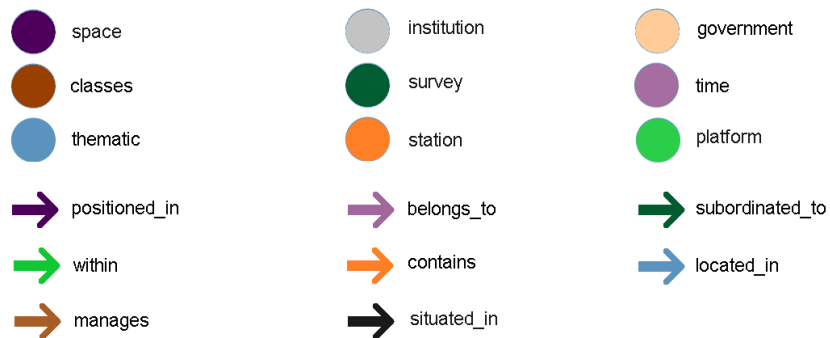 space institution government
classes survey time
thematic station platform
positioned_in belongs_to subordinated_to
within contains located_in
manages situated_in